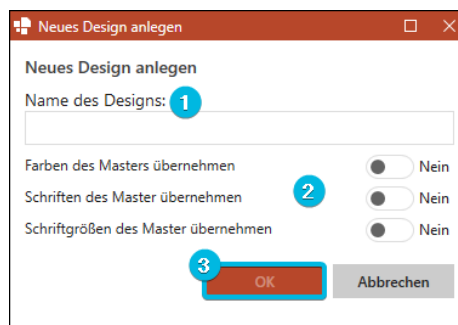 Neues Design anlegen
Neues Design anlegen
Name des Designs: 1
Farben des Masters übernehmen Nein
Schriften des Master übernehmen 2 Nein
Schriftgrößen des Master übernehmen Nein
3
OK Abbrechen